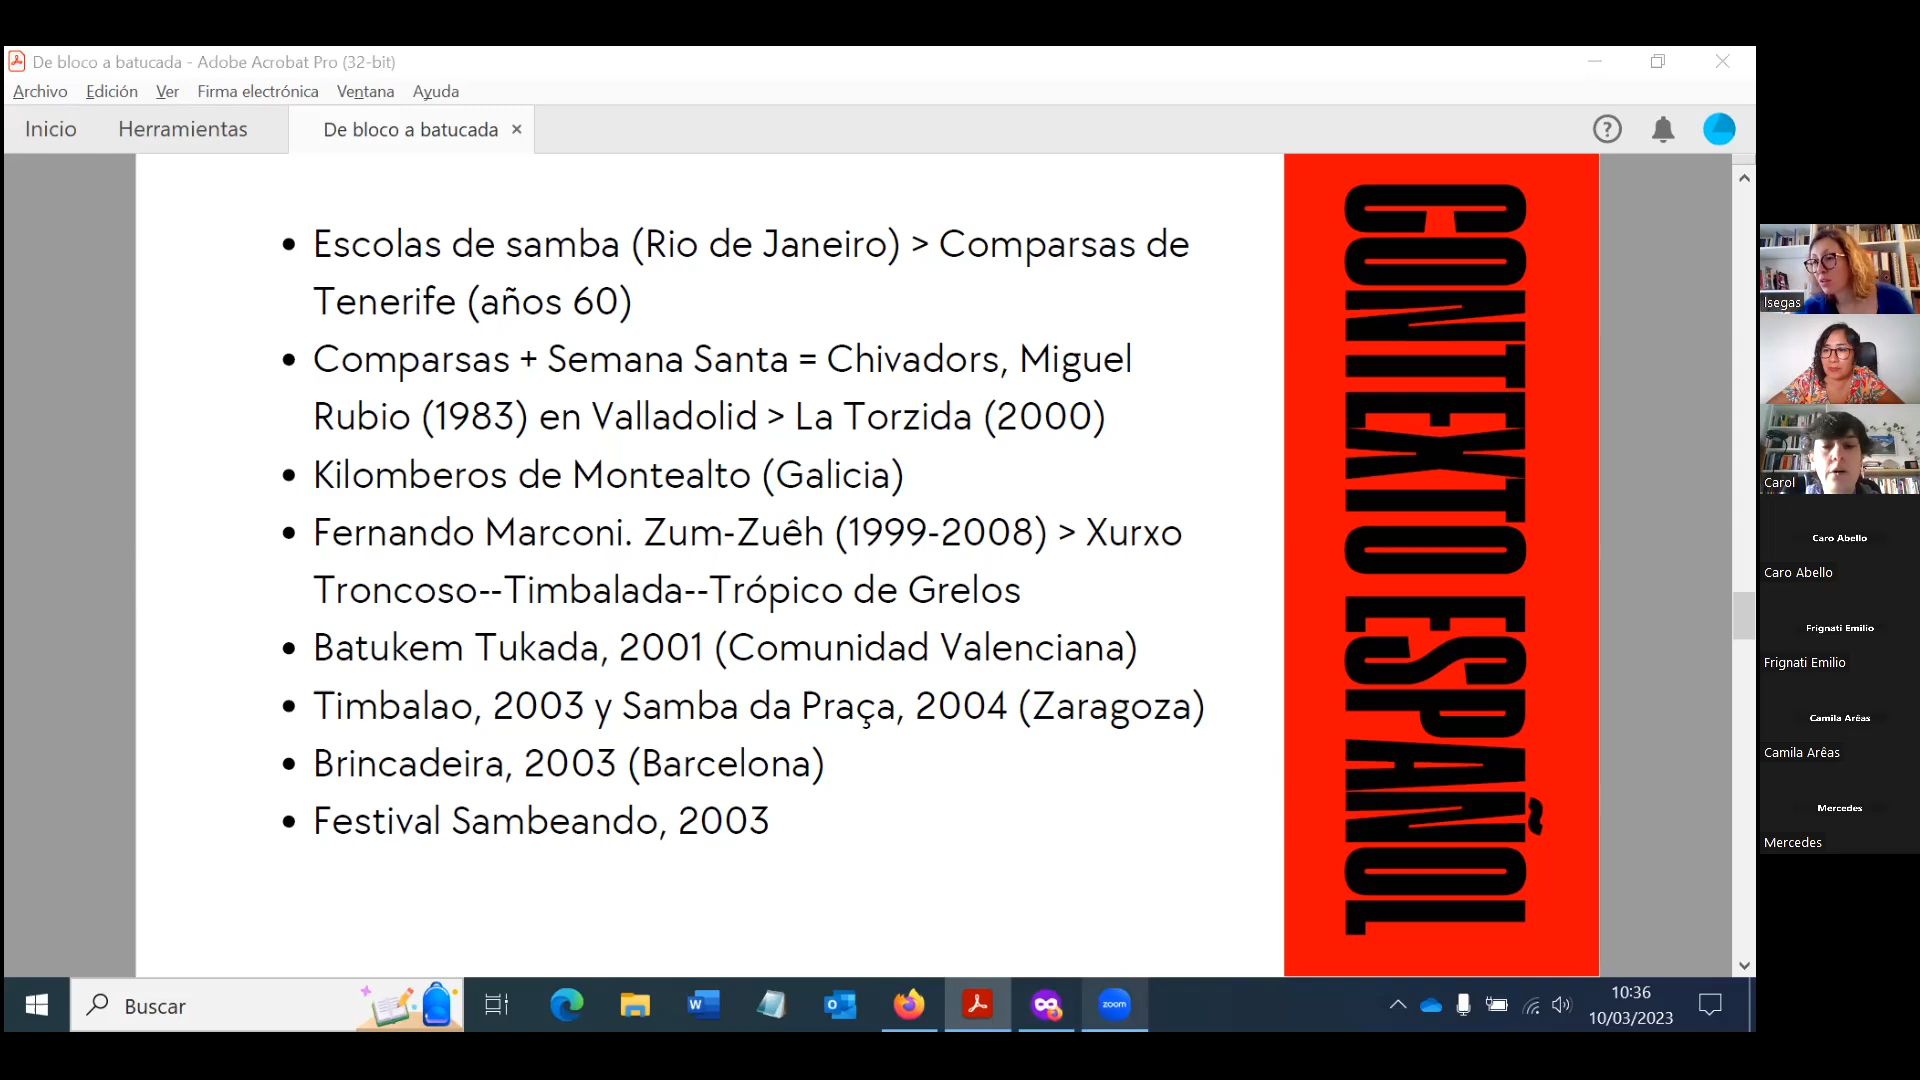 De bloco a batucada - Adobe Acrobat Pro (32-bit)
Archivo Edición Ver Firma electrónica Ventana Ayuda
Inicio Herramientas De bloco a batucada ×
• Escolas de samba (Rio de Janeiro) > Comparsas de
Tenerife (años 60)
• Comparsas + Semana Santa = Chivadors, Miguel
Rubio (1983) en Valladolid > La Torzida (2000)
• Kilomberos de Montealto (Galicia)
• Fernando Marconi. Zum-Zuêh (1999-2008) > Xurxo
Troncoso--Timbalada--Trópico de Grelos
• Batukem Tukada, 2001 (Comunidad Valenciana)
• Timbalao, 2003 y Samba da Praça, 2004 (Zaragoza)
• Brincadeira, 2003 (Barcelona)
• Festival Sambeando, 2003
CONTEXTO ESPAÑOL
lsegas
Carol
Caro Abello
Caro Abello
Frignati Emilio
Frignati Emilio
Camila Arêas
Camila Arêas
Mercedes
Mercedes
Buscar
zoom
10:36
10/03/2023